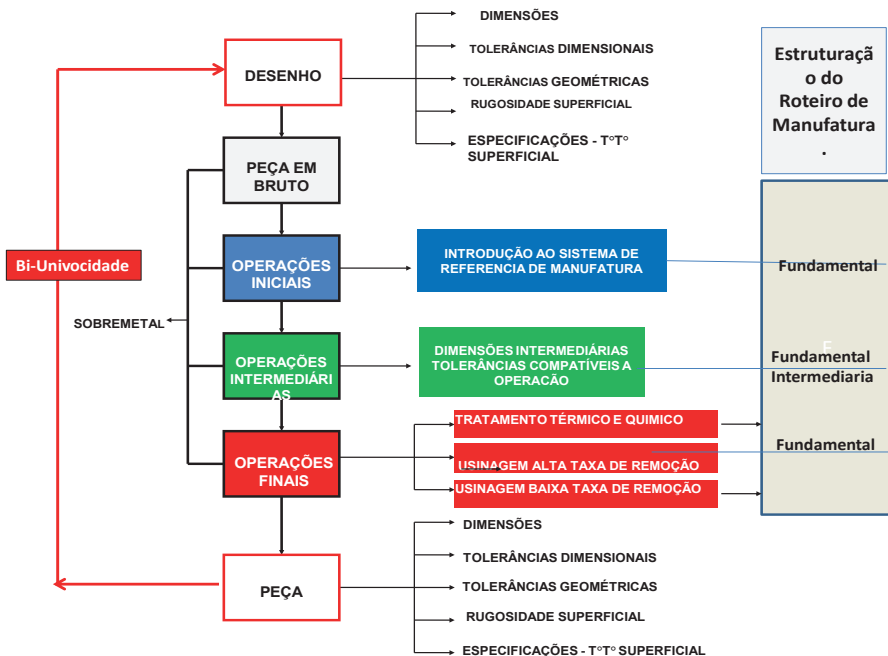 DIMENSÕES
TOLERÂNCIAS DIMENSIONAIS
DESENHO
TOLERÂNCIAS GEOMÉTRICAS
RUGOSIDADE SUPERFICIAL
ESPECIFICAÇÕES - T°T°
SUPERFICIAL
Estruturaçã
o do
Roteiro de
Manufatura
.
PEÇA EM
BRUTO
Bi-Univocidade
OPERAÇÕES
INICIAIS
INTRODUÇÃO AO SISTEMA DE
REFERENCIA DE MANUFATURA
Fundamental
SOBREMETAL
OPERAÇÕES
INTERMEDIÁRI
AS
DIMENSÕES INTERMEDIÁRIAS
TOLERÂNCIAS COMPATÍVEIS A
OPERACÃO
F
Fundamental
Intermediaria
OPERAÇÕES
FINAIS
TRATAMENTO TÉRMICO E QUIMICO
USINAGEM ALTA TAXA DE REMOÇÃO
USINAGEM BAIXA TAXA DE REMOÇÃO
Fundamental
PEÇA
DIMENSÕES
TOLERÂNCIAS DIMENSIONAIS
TOLERÂNCIAS GEOMÉTRICAS
RUGOSIDADE SUPERFICIAL
ESPECIFICAÇÕES - T°T° SUPERFICIAL